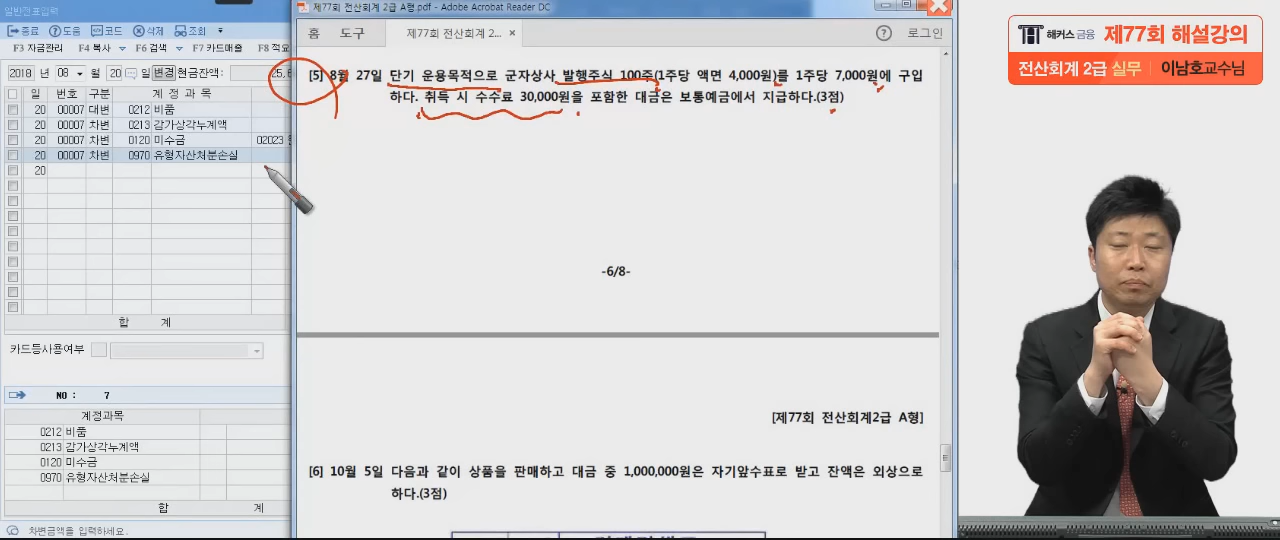 일반전표입력
종료 도움 코드 삭제 조회
F3 자금관리 F4 복사 F6 검색 F7 카드매출 F8 적요
2018 년 08 월 20 일 변경 현금잔액:
일 번호 구분 계 정 과 목
20 00007 대변 0212 비품
20 00007 차변 0213 감가상각누계액
20 00007 차변 0120 미수금 02023
20 00007 차변 0970 유형자산처분손실
20
합 계
카드등사용여부
NO : 7
계정과목
0212 비품
0213 감가상각누계액
0120 미수금
0970 유형자산처분손실
합 계
차변금액을 입력하세요.
제77회 전산회계 2급 A형.pdf - Adobe Acrobat Reader DC
홈 도구 제77회 전산회계 2... × ? 로그인
[5] 8월 27일 단기 운용목적으로 군자상사 발행주식 100주(1주당 액면 4,000원)를 1주당 7,000원에 구입
하다. 취득 시 수수료 30,000원을 포함한 대금은 보통예금에서 지급하다.(3점)
-6/8-
[제77회 전산회계2급 A형]
[6] 10월 5일 다음과 같이 상품을 판매하고 대금 중 1,000,000원은 자기앞수표로 받고 잔액은 외상으로
하다.(3점)
해커스 금융 제77회 해설강의
전산회계 2급 실무 이남호교수님